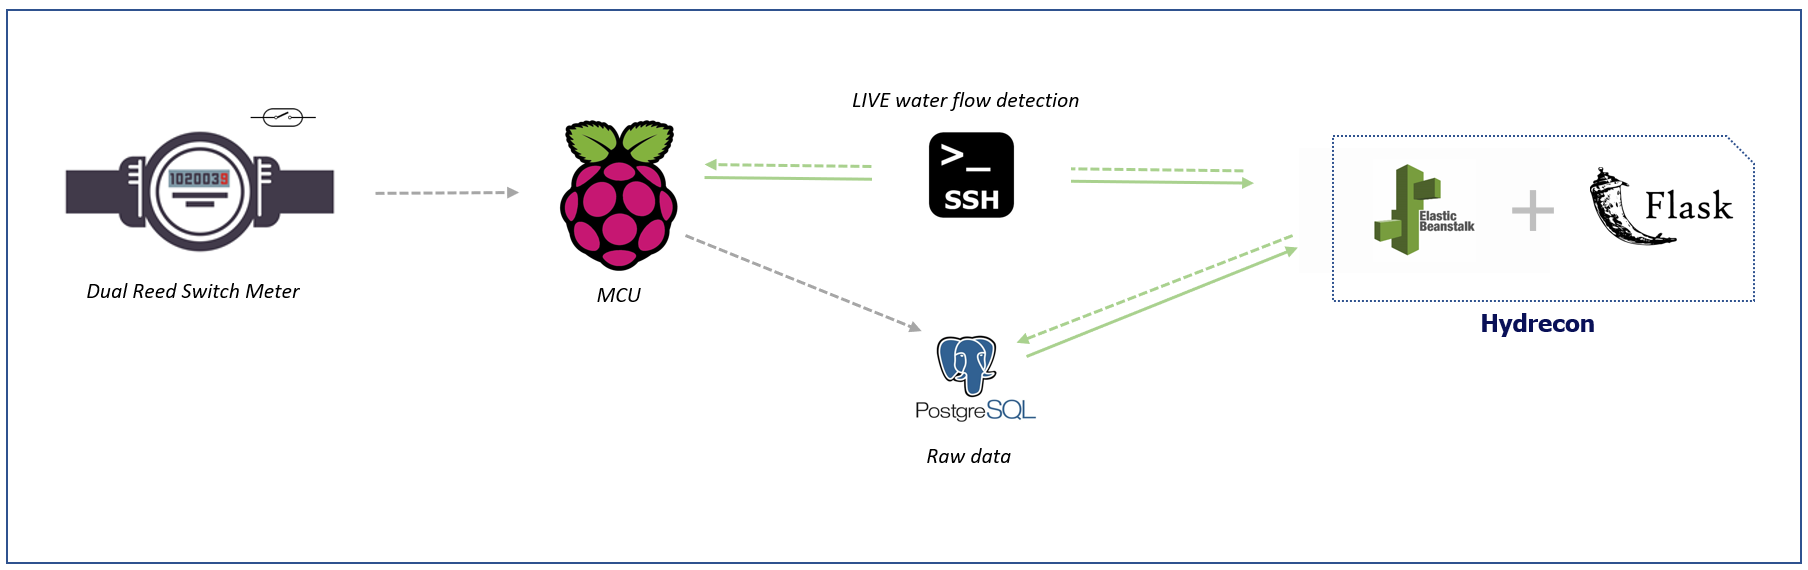 LIVE water flow detection
1020039
>_
SSH
Elastic
Beanstalk
+
Flask
Dual Reed Switch Meter
MCU
Hydrecon
PostgreSQL
Raw data